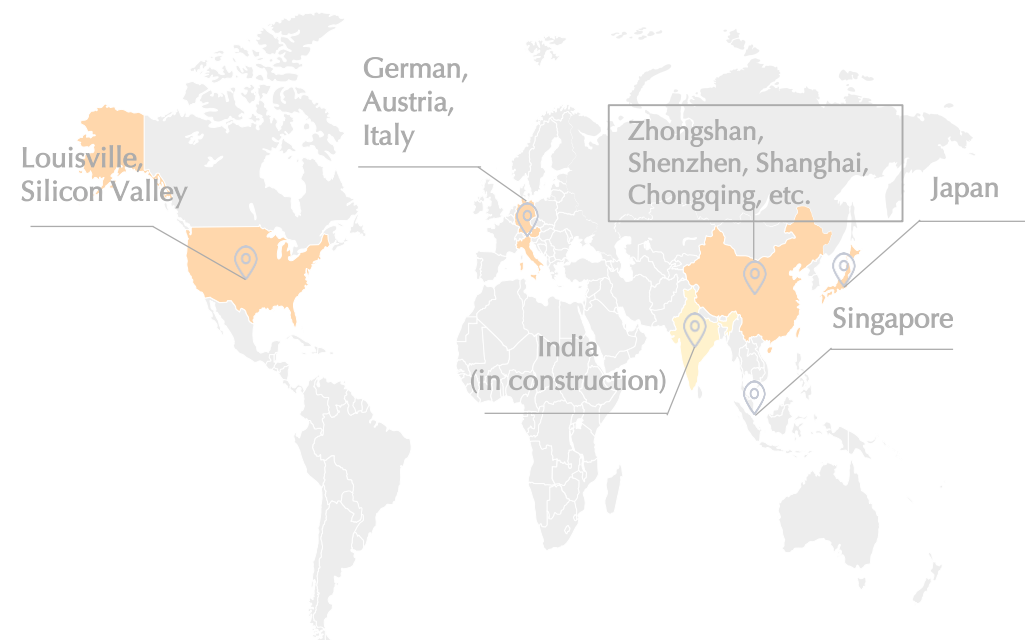 German,
Austria,
Italy
Zhongshan,
Shenzhen, Shanghai,
Chongqing, etc.
Louisville,
Silicon Valley
Japan
Singapore
India
(in construction)